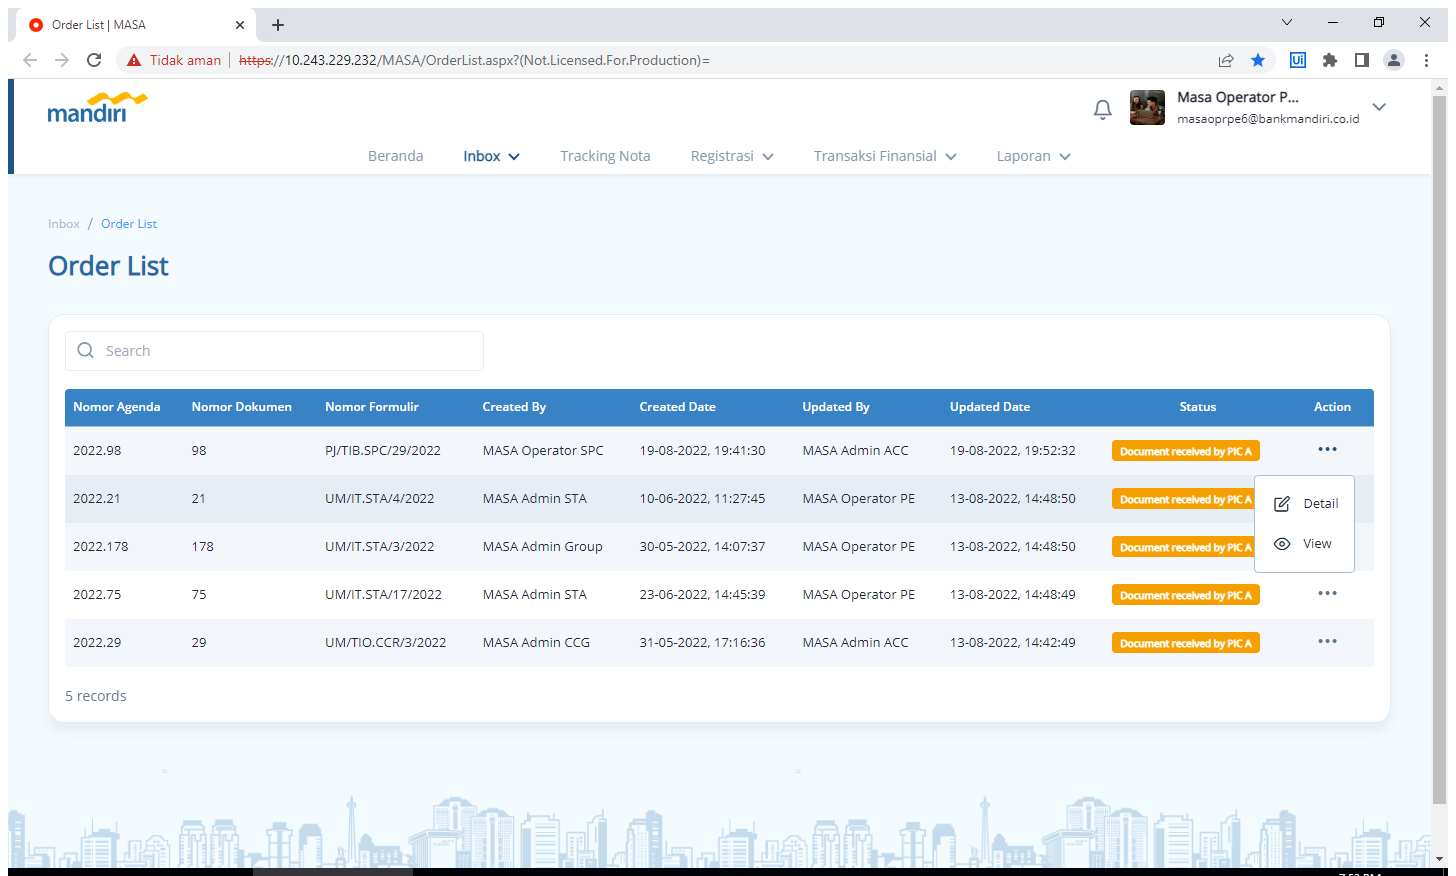 Order List | MASA
Tidak aman
https://10.243.229.232/MASA/OrderList.aspx?(Not.Licensed.For.Production)=
Ui
mandiri
Masa Operator P...
masaoprpe6@bankmandiri.co.id
Beranda Inbox Tracking Nota Registrasi Transaksi Finansial Laporan
Inbox / Order List
Order List
Search
Nomor Agenda Nomor Dokumen Nomor Formulir Created By Created Date Updated By Updated Date Status Action
2022.98 98 PJ/TIB.SPC/29/2022 MASA Operator SPC 19-08-2022, 19:41:30 MASA Admin ACC 19-08-2022, 19:52:32 Document received by PIC A
2022.21 21 UM/IT.STA/4/2022 MASA Admin STA 10-06-2022, 11:27:45 MASA Operator PE 13-08-2022, 14:48:50 Document received by PIC A
Detail
2022.178 178 UM/IT.STA/3/2022 MASA Admin Group 30-05-2022, 14:07:37 MASA Operator PE 13-08-2022, 14:48:50 Document received by PIC A
View
2022.75 75 UM/IT.STA/17/2022 MASA Admin STA 23-06-2022, 14:45:39 MASA Operator PE 13-08-2022, 14:48:49 Document received by PIC A
2022.29 29 UM/TIO.CCR/3/2022 MASA Admin CCG 31-05-2022, 17:16:36 MASA Admin ACC 13-08-2022, 14:42:49 Document received by PIC A
5 records